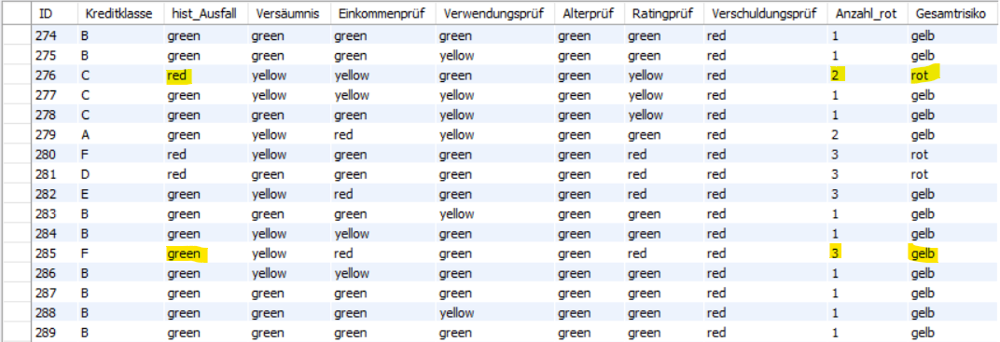 ID Kreditklasse hist_Ausfall Versäumnis Einkommenprüf Verwendungsprüf Alterprüf Ratingprüf Verschuldungsprüf Anzahl_rot Gesamtrisiko
274 B green green green green green green red 1 gelb
275 B green green green yellow green green red 1 gelb
276 C red yellow yellow green green yellow red 2 rot
277 C green yellow yellow yellow green yellow red 1 gelb
278 C green green green yellow green yellow red 1 gelb
279 A green yellow red yellow green green red 2 gelb
280 F red yellow green green green red red 3 rot
281 D red green green green green red red 3 rot
282 E green yellow red green green red red 3 gelb
283 B green green green yellow green green red 1 gelb
284 B green yellow yellow green green green red 1 gelb
285 F green yellow red green green red red 3 gelb
286 B green yellow yellow green green green red 1 gelb
287 B green green green green green green red 1 gelb
288 B green green green yellow green green red 1 gelb
289 B green green green green green green red 1 gelb